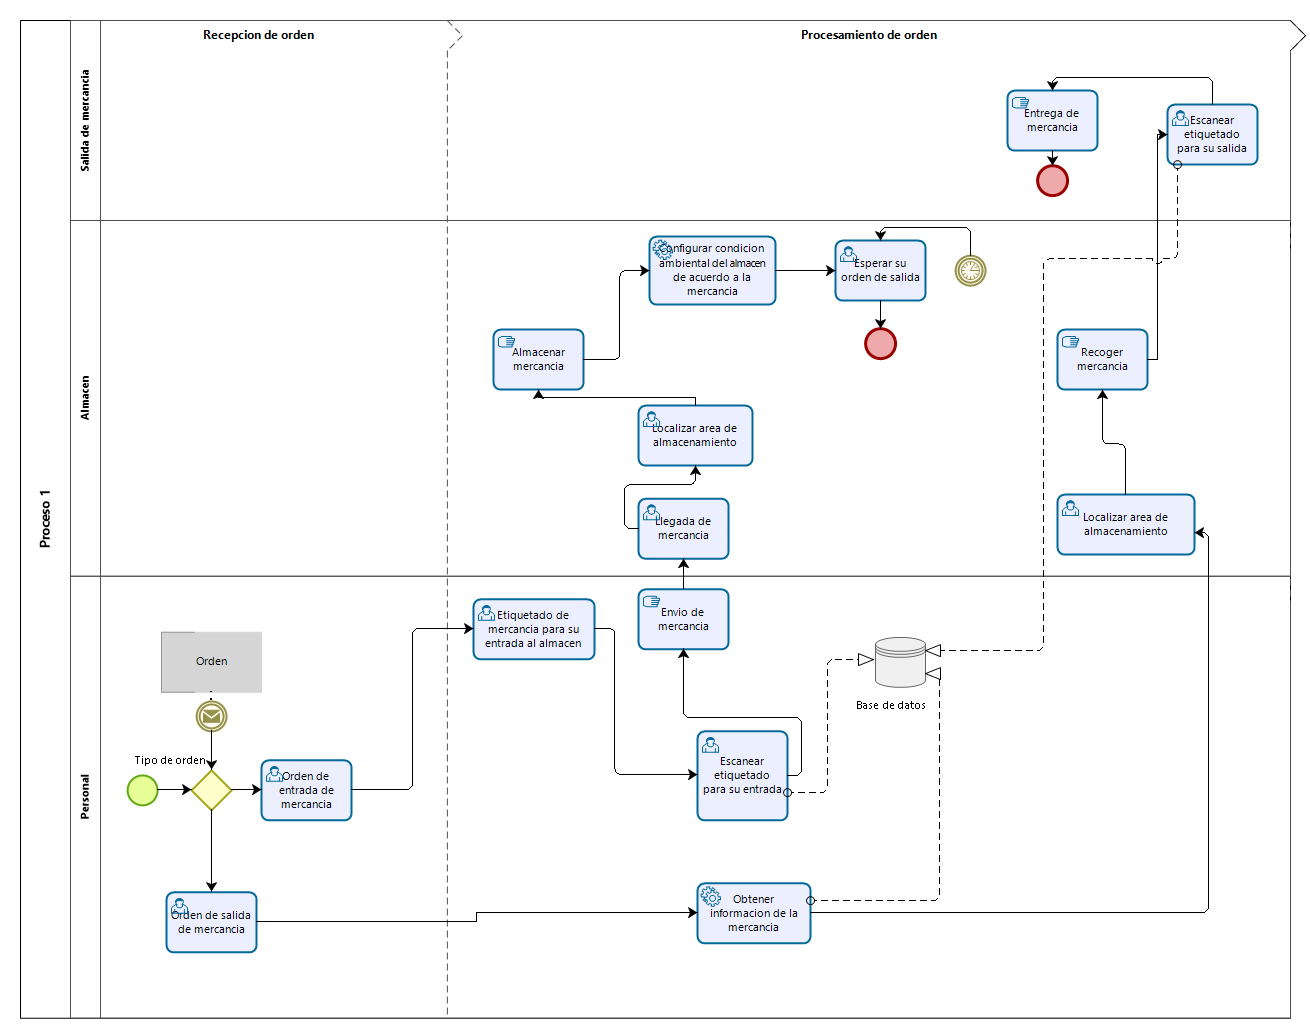 Recepcion de orden
Procesamiento de orden
Proceso 1
Salida de mercancia
Entrega de
mercancia
Escanear
etiquetado
para su salida
Almacen
Configurar condicion
ambiental del almacen
de acuerdo a la
mercancia
Esperar su
orden de salida
Almacenar
mercancia
Recoger
mercancia
Localizar area de
almacenamiento
Llegada de
mercancia
Localizar area de
almacenamiento
Personal
Etiquetado de
mercancia para su
entrada al almacen
Envio de
mercancia
Orden
Base de datos
Tipo de orden
Orden de
entrada de
mercancia
Escanear
etiquetado
para su entrada
Orden de salida
de mercancia
Obtener
informacion de la
mercancia